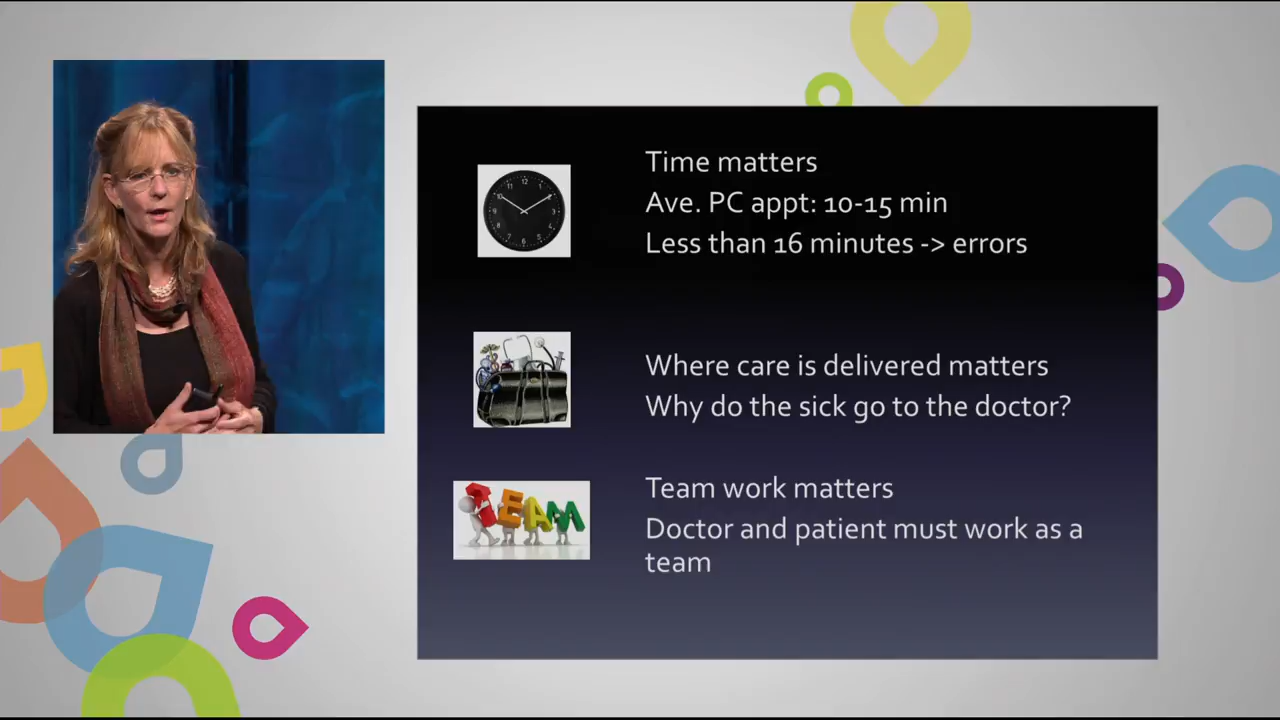 Time matters
Ave. PC appt: 10-15 min
Less than 16 minutes -> errors
Where care is delivered matters
Why do the sick go to the doctor?
TEAM
Team work matters
Doctor and patient must work as a
team